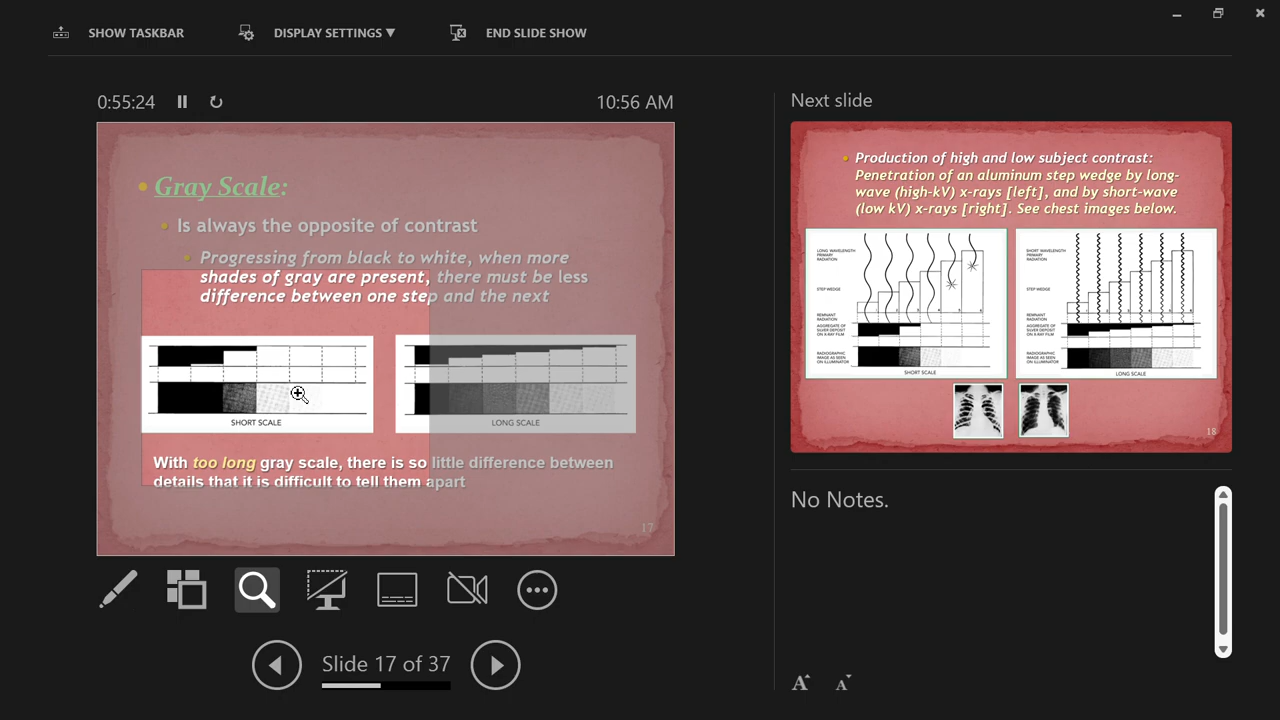 SHOW TASKBAR
DISPLAY SETTINGS ▼
END SLIDE SHOW
0:55:24
10:56 AM
Gray Scale:
Is always the opposite of contrast
Progressing from black to white, when more
shades of gray are present, there must be less
difference between one step and the next
SHORT SCALE
LONG SCALE
With too long gray scale, there is so little difference between
details that it is difficult to tell them apart
17
Slide 17 of 37
Next slide
Production of high and low subject contrast:
Penetration of an aluminum step wedge by long-
wave (high-kV) x-rays [left], and by short-wave
(low kV) x-rays [right]. See chest images below.
LONG WAVELENGTH
PRIMARY
RADIATION
STEP WEDGE
REMNANT
RADIATION
AGGREGATE OF
SILVER DEPOSIT
ON X-RAY FILM
RADIOGRAPHIC
IMAGE AS SEEN
ON ILLUMINATOR
SHORT SCALE
SHORT WAVELENGTH
PRIMARY
RADIATION
STEP WEDGE
REMNANT
RADIATION
AGGREGATE OF
SILVER DEPOSIT
ON X-RAY FILM
RADIOGRAPHIC
IMAGE AS SEEN
ON ILLUMINATOR
LONG SCALE
18
No Notes.
A A